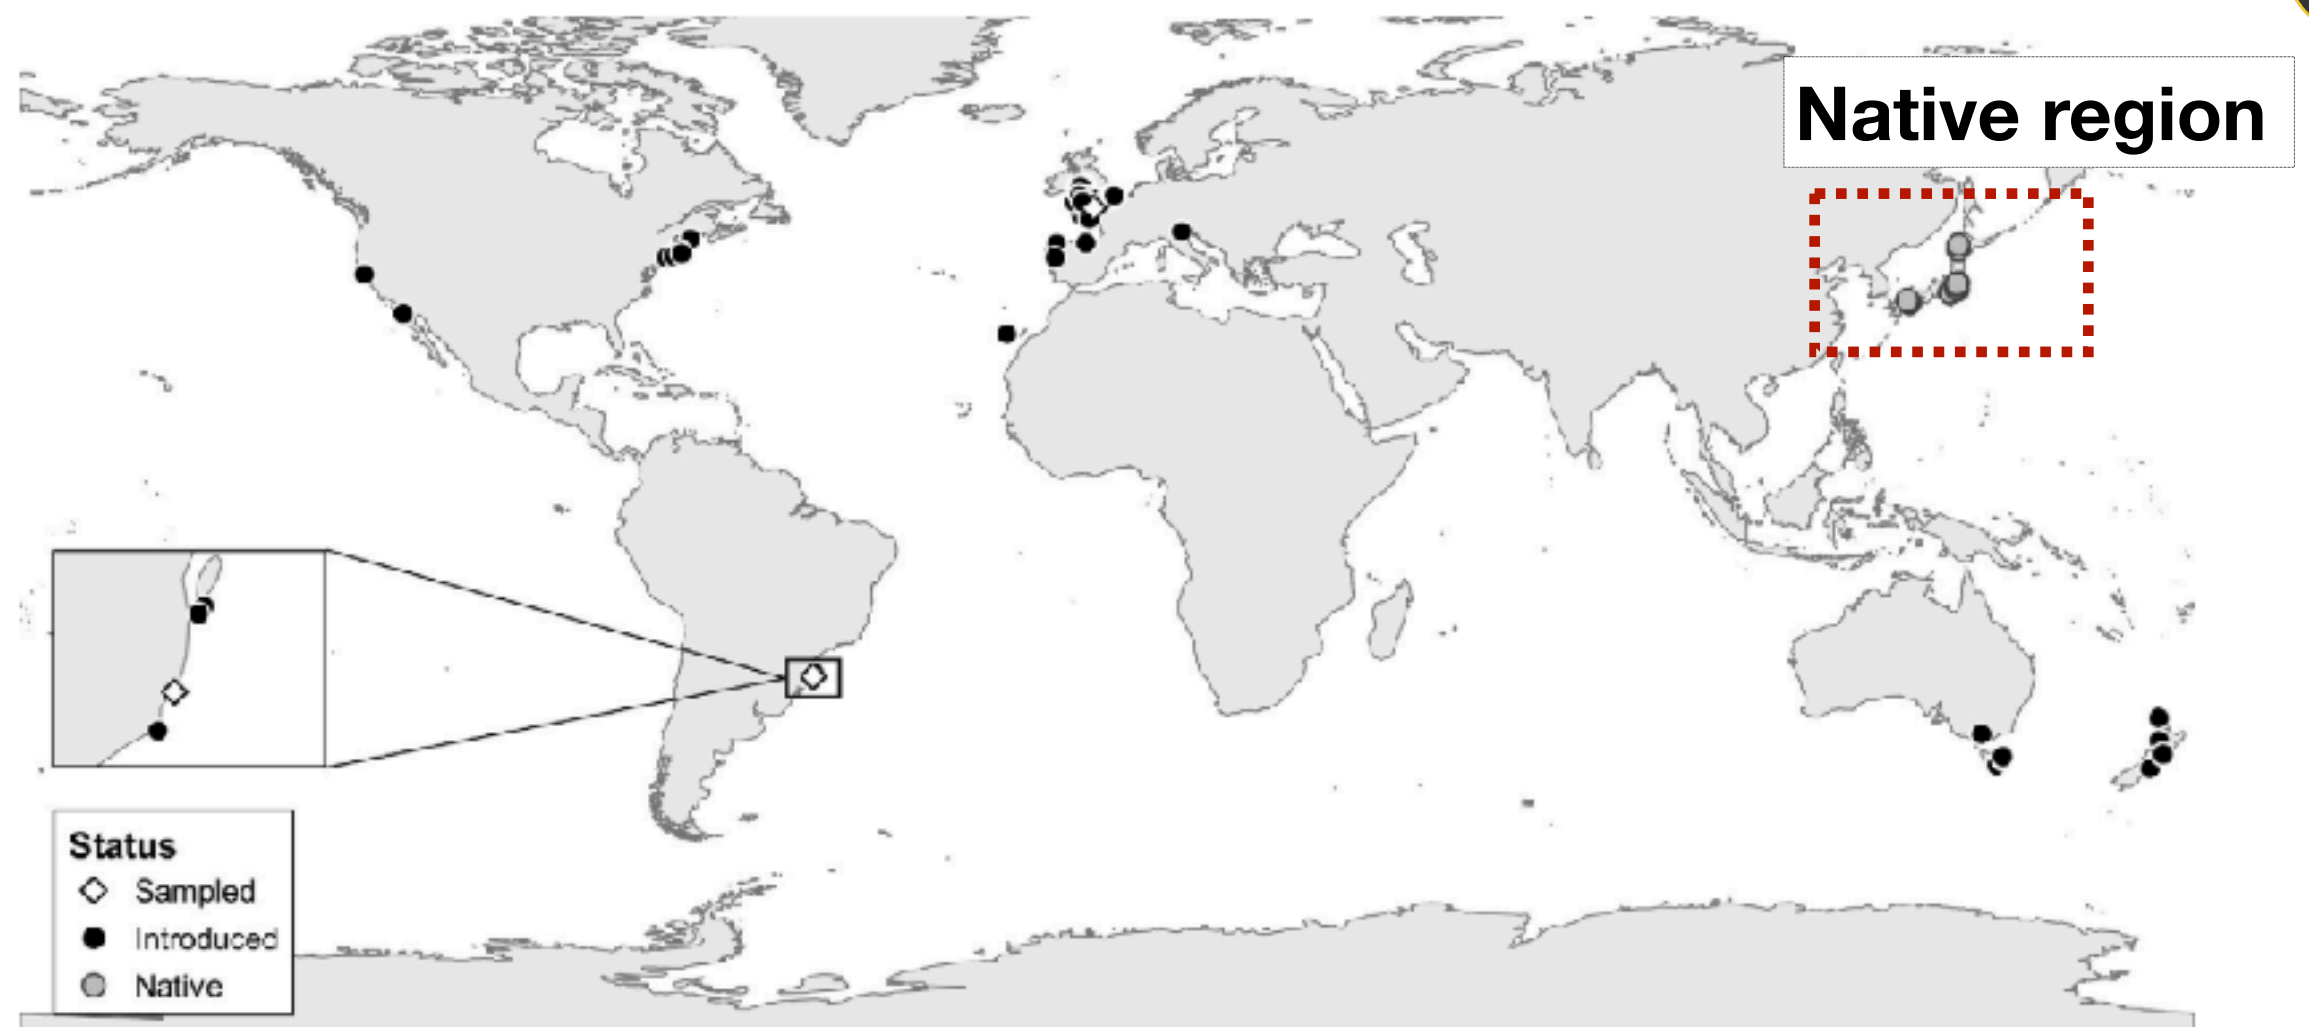 Native region
Status
Sampled
Introduced
Native